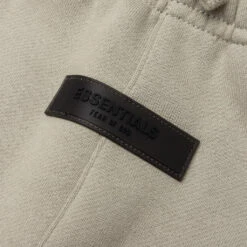 ESSENTIALS
FEAR OF GOD